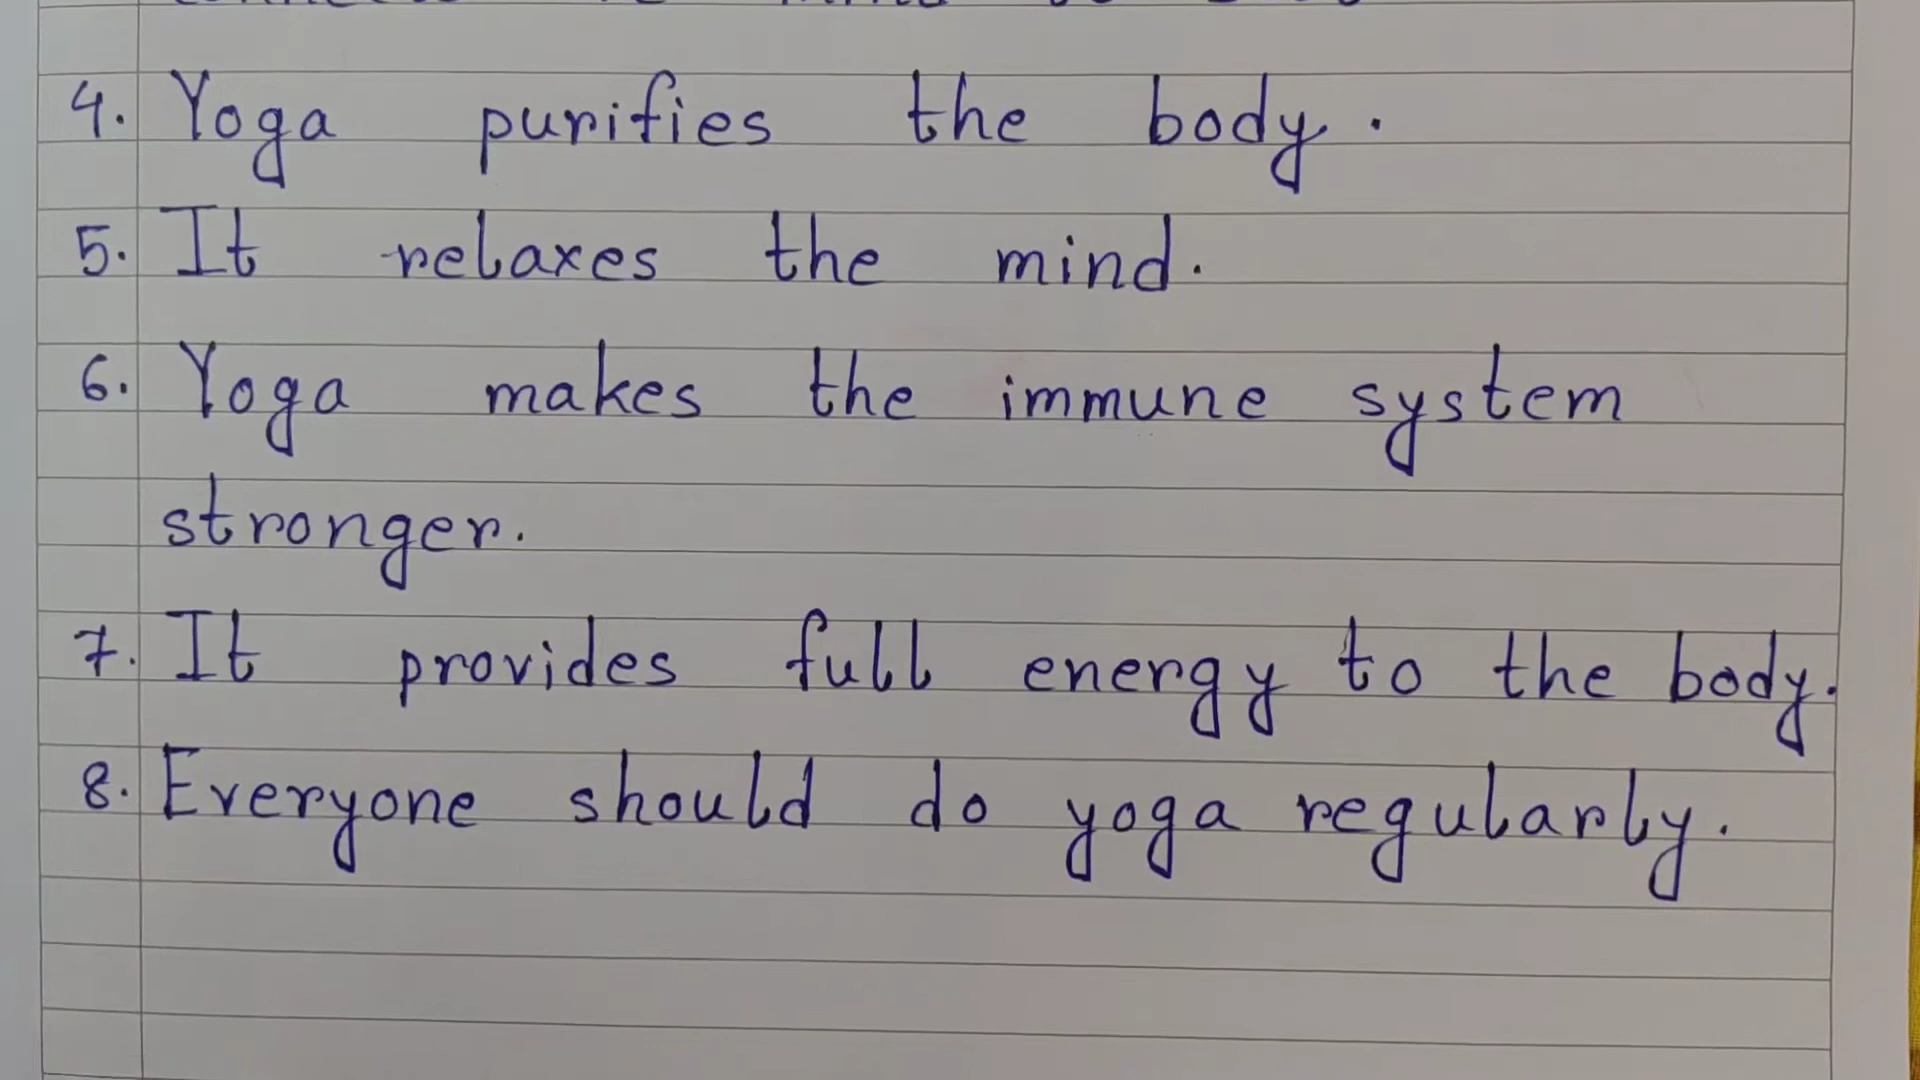 4. Yoga purifies the body.
5. It relaxes the mind.
6. Yoga makes the immune system
stronger.
7. It provides full energy to the body.
8. Everyone should do yoga regularly.